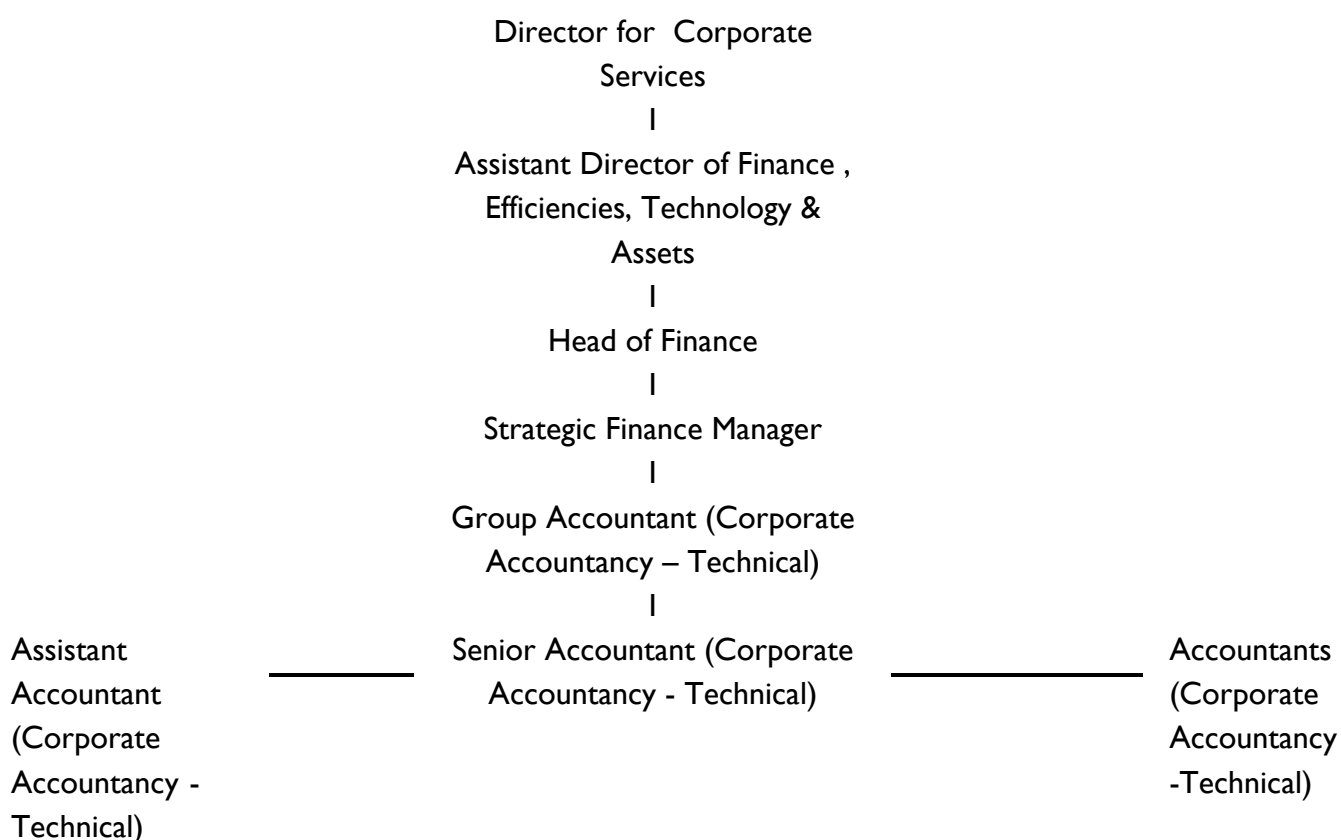 Director for  Corporate
Services
I
Assistant Director of Finance ,
Efficiencies, Technology &
Assets
I
Head of Finance
I
Strategic Finance Manager
I
Group Accountant (Corporate
Accountancy – Technical)
I
Assistant
Accountant
(Corporate
Accountancy -
Technical)
Senior Accountant (Corporate
Accountancy - Technical)
Accountants
(Corporate
Accountancy
-Technical)